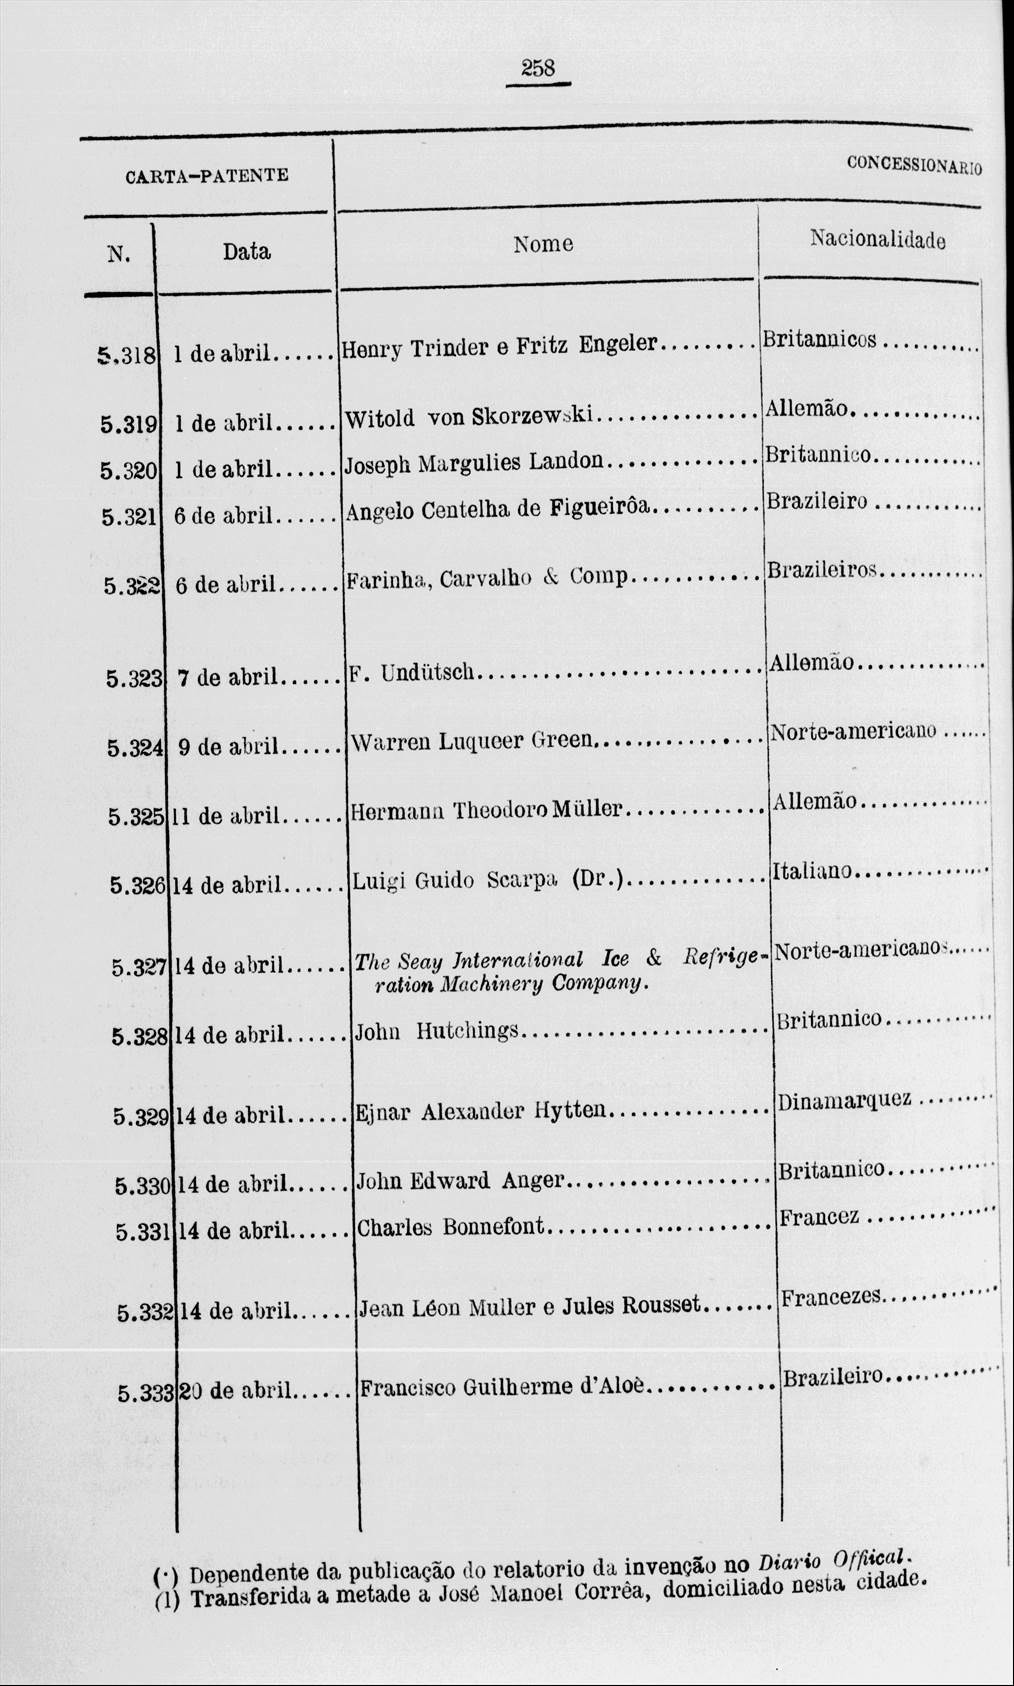 258
CARTA-PATENTE CONCESSIONARIO
N. Data Nome Nacionalidade
5.318 1 de abril...... Henry Trinder e Fritz Engeler......... Britannicos...........
5.319 1 de abril...... Witold von Skorzewski............... Allemão..............
5.320 1 de abril...... Joseph Margulies Landon.............. Britannico............
5.321 6 de abril...... Angelo Centelha de Figueirôa.......... Brazileiro............
5.322 6 de abril...... Farinha, Carvalho & Comp............ Brazileiros............
5.323 7 de abril...... F. Undütsch.......................... Allemão..............
5.324 9 de abril...... Warren Luqueer Green................ Norte-americano......
5.325 11 de abril...... Hermann Theodoro Müller............. Allemão..............
5.326 14 de abril...... Luigi Guido Scarpa (Dr.)............. Italiano..............
5.327 14 de abril...... The Seay International Ice & Refrige- Norte-americanos......
ration Machinery Company.
5.328 14 de abril...... John Hutchings....................... Britannico............
5.329 14 de abril...... Ejnar Alexander Hytten............... Dinamarquez.........
5.330 14 de abril...... John Edward Anger................... Britannico............
5.331 14 de abril...... Charles Bonnefont..................... Francez..............
5.332 14 de abril...... Jean Léon Muller e Jules Rousset....... Francezes............
5.333 20 de abril...... Francisco Guilherme d'Aloè............ Brazileiro............
(·) Dependente da publicação do relatorio da invenção no Diario Offiical.
(1) Transferida a metade a José Manoel Corrêa, domiciliado nesta cidade.